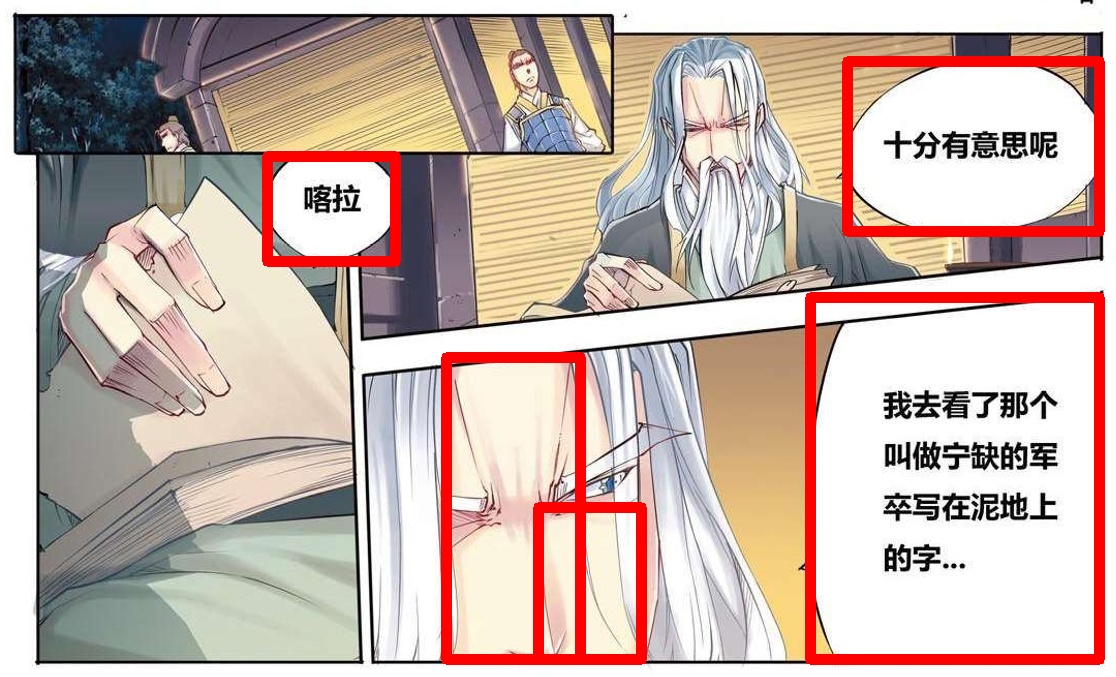 十分有意思呢
喀拉
我去看了那个
叫做宁缺的军
卒写在泥地上
的字...